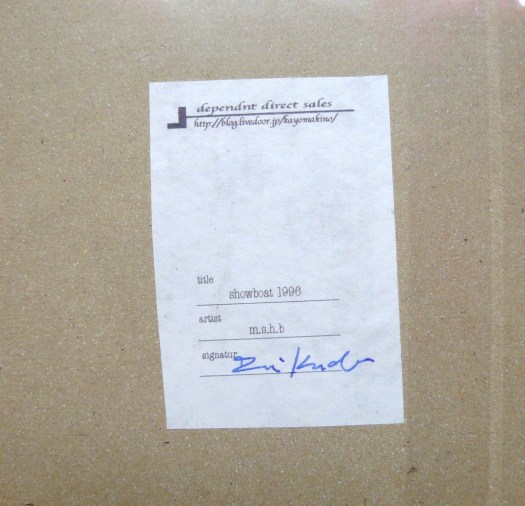 dependnt direct sales
http://blog.livedoor.jp/kayomakino/
title
showboat 1996
artist
m.s.h.b
signatur